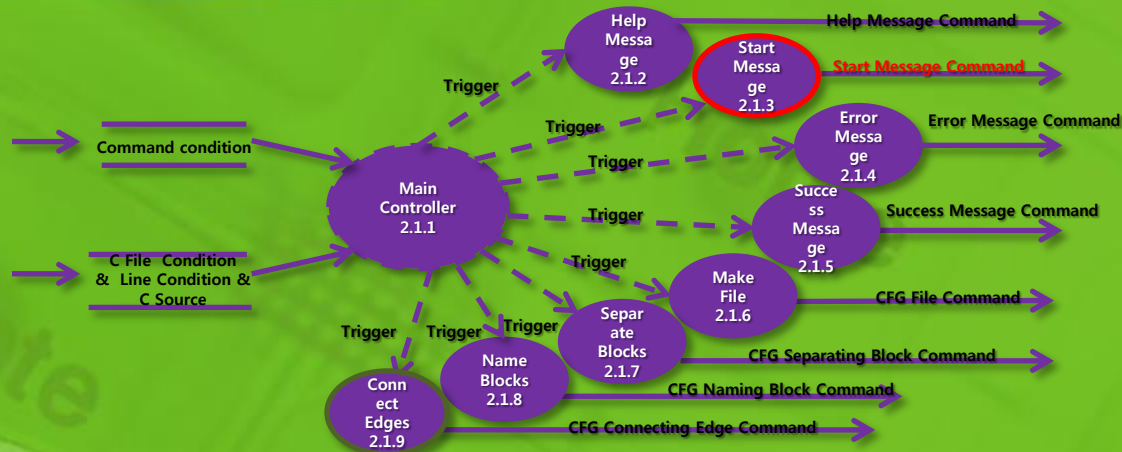 Help
Messa
ge
2.1.2
Help Message Command
Start
Messa
ge
2.1.3
Start Message Command
Trigger
Trigger
Error
Messa
ge
2.1.4
Error Message Command
Command condition
Trigger
Main
Controller
2.1.1
Succe
ss
Messa
ge
2.1.5
Success Message Command
Trigger
C File Condition
& Line Condition &
C Source
Trigger
Make
File
2.1.6
CFG File Command
Trigger
Trigger
Trigger
Separ
ate
Blocks
2.1.7
CFG Separating Block Command
Name
Blocks
2.1.8
CFG Naming Block Command
Conn
ect
Edges
2.1.9
CFG Connecting Edge Command